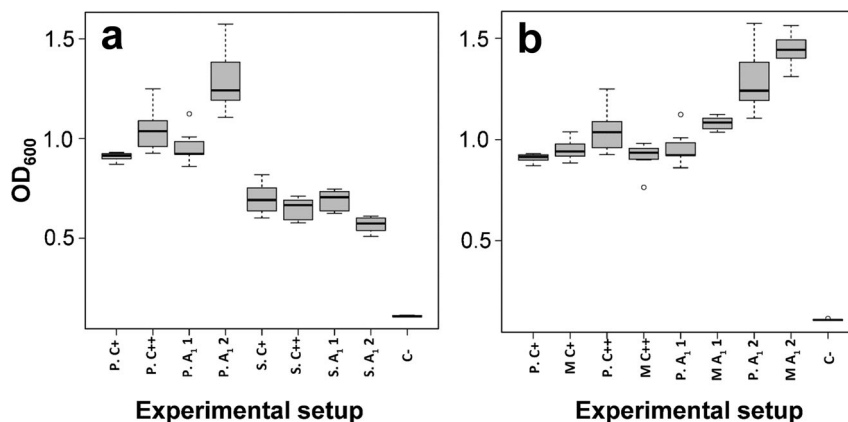 a
b
OD₆₀₀
1.5
1.0
0.5
1.5
1.0
0.5
P. C+
P. C++
P. A₁ 1
P. A₁ 2
S. C+
S. C++
S. A₁ 1
S. A₁ 2
C-
P. C+
M C+
P. C++
M C++
P. A₁ 1
M A₁ 1
P. A₁ 2
M A₁ 2
C-
Experimental setup
Experimental setup